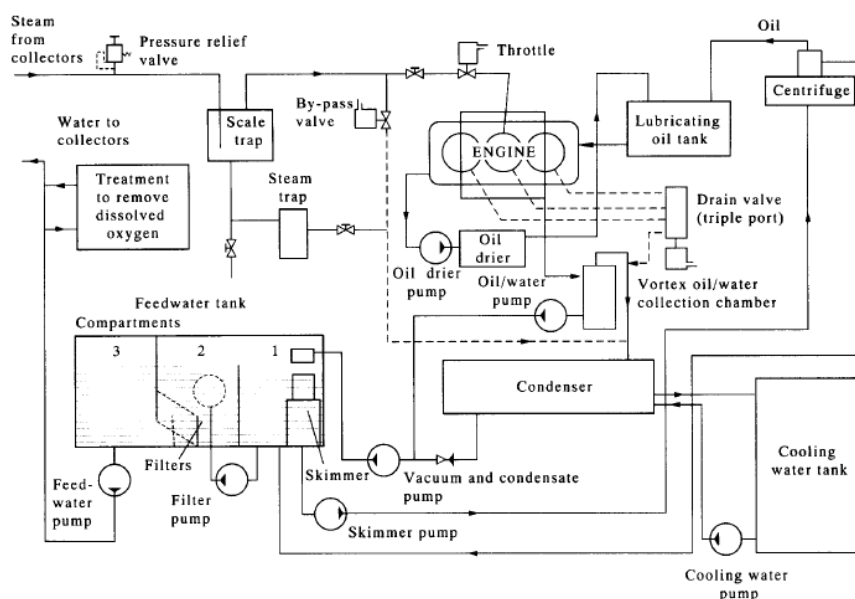 Steam
from
collectors
Pressure relief
valve
Throttle
Oil
Centrifuge
By-pass
valve
Water to
collectors
Scale
trap
Lubricating
oil tank
ENGINE
Treatment
to remove
dissolved
oxygen
Steam
trap
Drain valve
(triple port)
Oil
drier
Oil drier
pump
Oil/water
pump
Vortex oil/water
collection chamber
Feedwater tank
Compartments
3
2
1
Condenser
Filters
Skimmer
Cooling
water
tank
Feed-
water
pump
Filter
pump
Vacuum and condensate
pump
Skimmer pump
Cooling water
pump